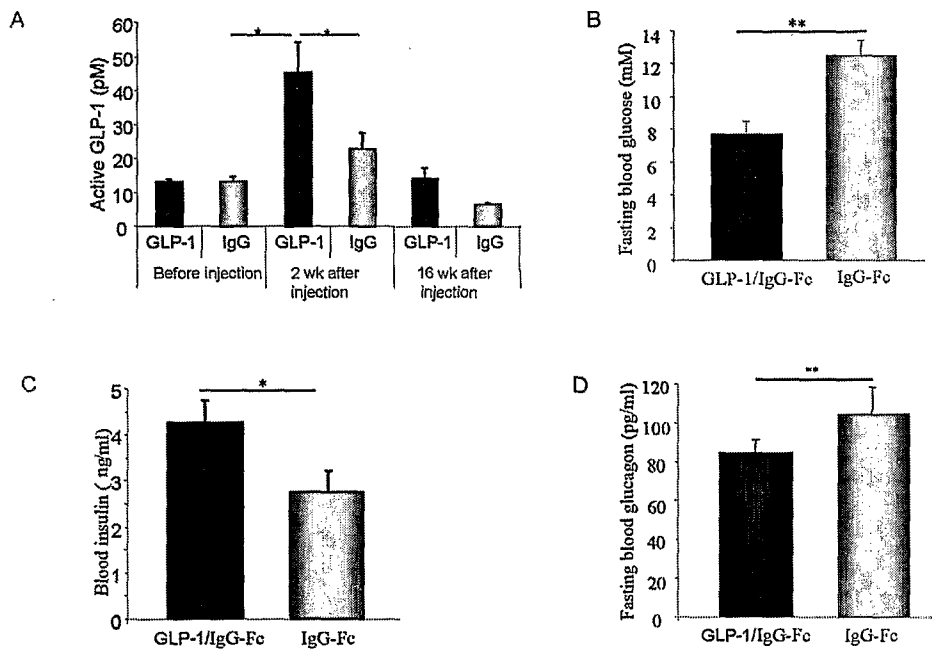 A
Active GLP-1 (pM)
60
50
40
30
20
10
0
*
*
GLP-1
IgG
GLP-1
IgG
GLP-1
IgG
Before injection
2 wk after
injection
16 wk after
injection
B
Fasting blood glucose (mM)
14
12
10
8
6
4
2
0
**
GLP-1/IgG-Fc
IgG-Fc
C
Blood insulin ( ng/ml)
5
4
3
2
1
0
*
GLP-1/IgG-Fc
IgG-Fc
D
Fasting blood glucagon (pg/ml)
120
100
80
60
40
20
0
**
GLP-1/IgG-Fc
IgG-Fc